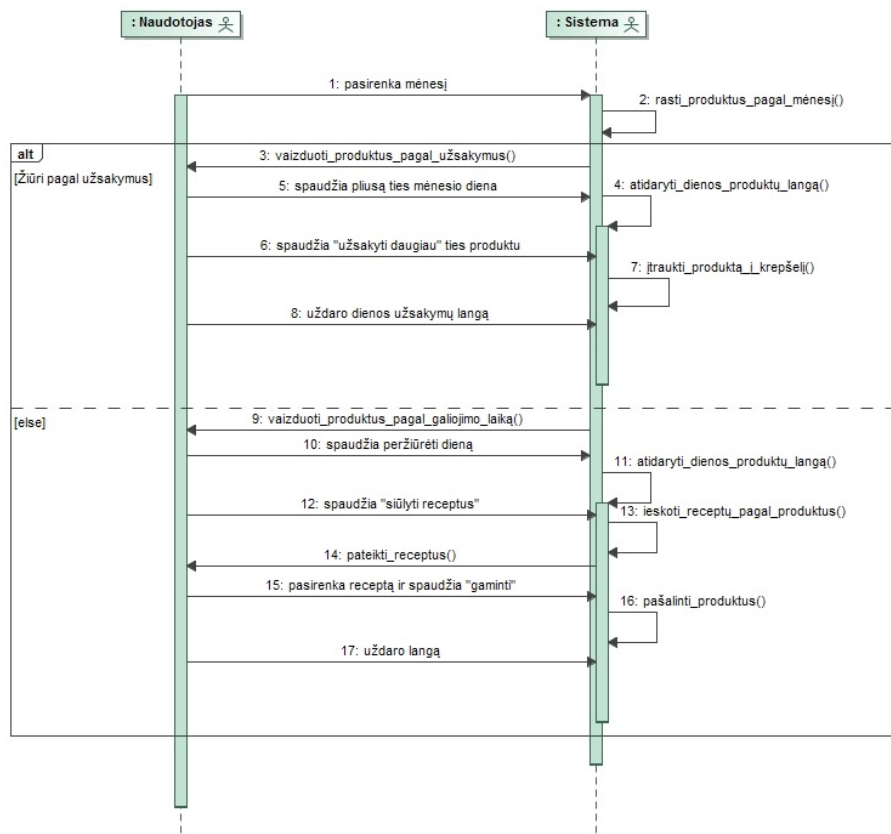 : Naudotojas
: Sistema
1: pasirenka mėnesį
2: rasti_produktus_pagal_mėnesį()
alt
[Žiūri pagal užsakymus]
3: vaizduoti_produktus_pagal_užsakymus()
4: atidaryti_dienos_produktų_langą()
5: spaudžia pliusą ties mėnesio diena
6: spaudžia "užsakyti daugiau" ties produktu
7: įtraukti_produktą_į_krepšelį()
8: uždaro dienos užsakymų langą
[else]
9: vaizduoti_produktus_pagal_galiojimo_laiką()
10: spaudžia peržiūrėti dieną
11: atidaryti_dienos_produktų_langą()
12: spaudžia "siūlyti receptus"
13: ieskoti_receptų_pagal_produktus()
14: pateikti_receptus()
15: pasirenka receptą ir spaudžia "gaminti"
16: pašalinti_produktus()
17: uždaro langą